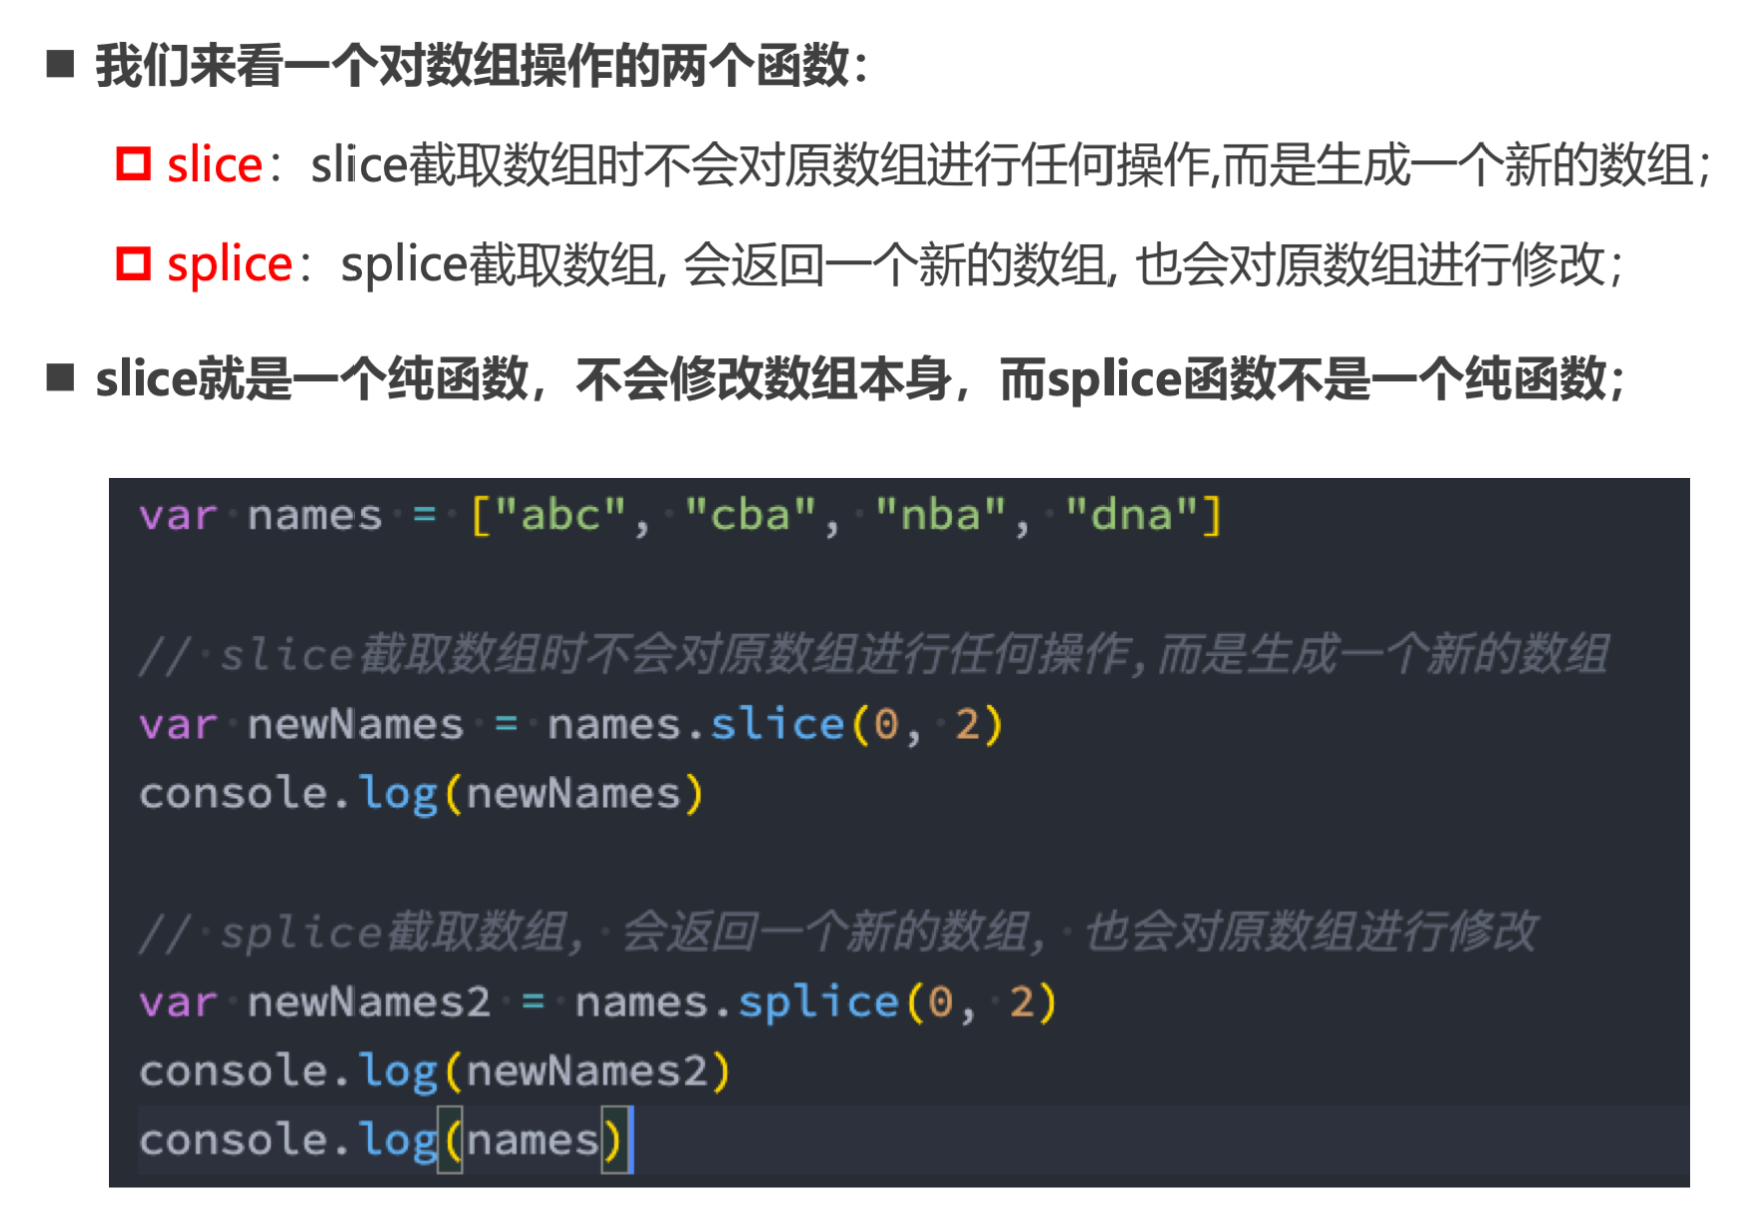 我们来看一个对数组操作的两个函数：
slice：slice截取数组时不会对原数组进行任何操作,而是生成一个新的数组；
splice：splice截取数组, 会返回一个新的数组, 也会对原数组进行修改；
slice就是一个纯函数，不会修改数组本身，而splice函数不是一个纯函数；
var names = ["abc", "cba", "nba", "dna"]
// slice截取数组时不会对原数组进行任何操作,而是生成一个新的数组
var newNames = names.slice(0, 2)
console.log(newNames)
// splice截取数组, 会返回一个新的数组, 也会对原数组进行修改
var newNames2 = names.splice(0, 2)
console.log(newNames2)
console.log(names)